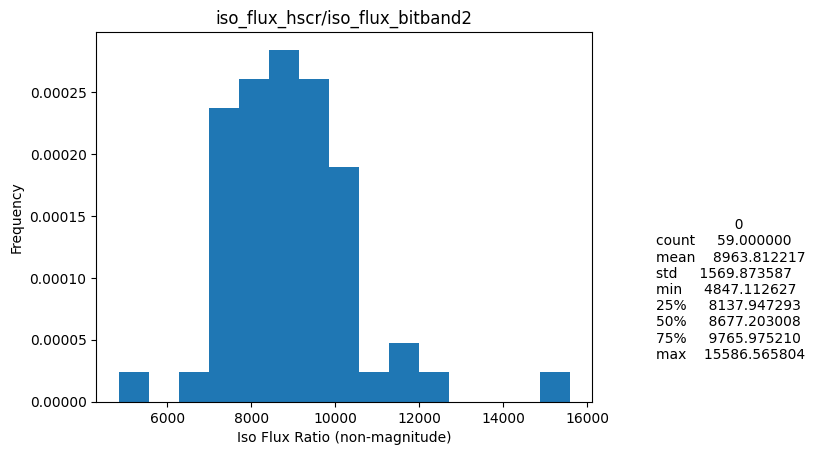 iso_flux_hscr/iso_flux_bitband2
0.00025
0.00020
0.00015
0.00010
0.00005
0.00000
Frequency
6000 8000 10000 12000 14000 16000
Iso Flux Ratio (non-magnitude)
0
count 59.000000
mean 8963.812217
std 1569.873587
min 4847.112627
25% 8137.947293
50% 8677.203008
75% 9765.975210
max 15586.565804